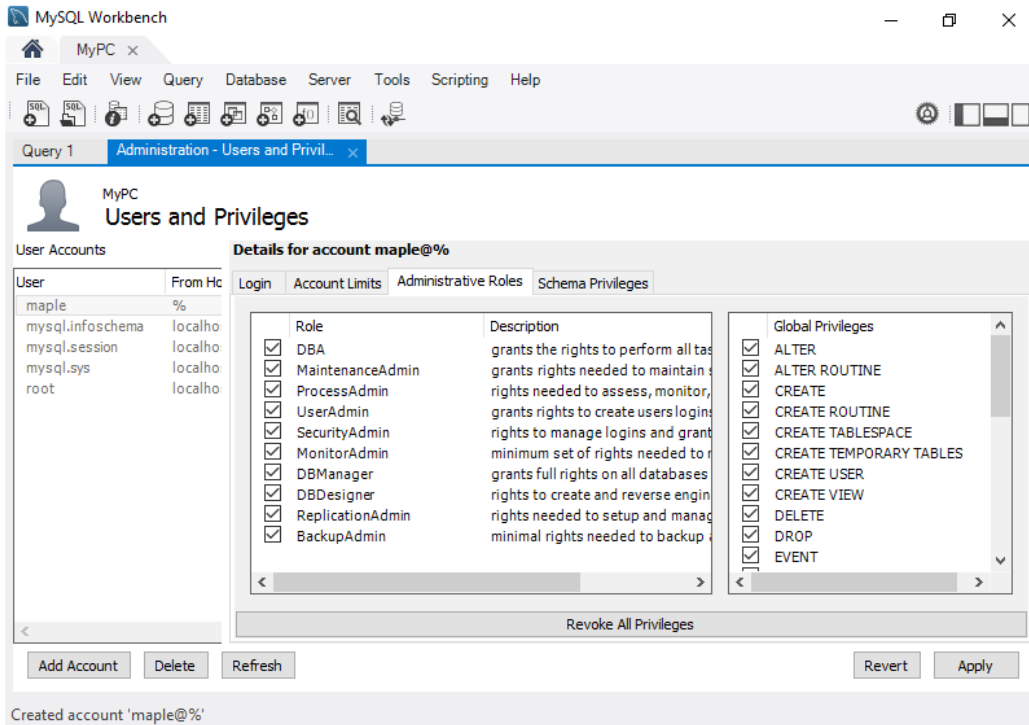 MySQL Workbench
MyPC
File Edit View Query Database Server Tools Scripting Help
SQL SQL
Query 1 Administration - Users and Privil...
MyPC
Users and Privileges
User Accounts
User From Ho
maple %
mysql.infoschema localho
mysql.session localho
mysql.sys localho
root localho
Details for account maple@%
Login Account Limits Administrative Roles Schema Privileges
Role Description
DBA grants the rights to perform all tas
MaintenanceAdmin grants rights needed to maintain s
ProcessAdmin rights needed to assess, monitor,
UserAdmin grants rights to create users logins
SecurityAdmin rights to manage logins and grant
MonitorAdmin minimum set of rights needed to
DBManager grants full rights on all databases
DBDesigner rights to create and reverse engin
ReplicationAdmin rights needed to setup and manag
BackupAdmin minimal rights needed to backup
Global Privileges
ALTER
ALTER ROUTINE
CREATE
CREATE ROUTINE
CREATE TABLESPACE
CREATE TEMPORARY TABLES
CREATE USER
CREATE VIEW
DELETE
DROP
EVENT
Revoke All Privileges
Add Account Delete Refresh Revert Apply
Created account 'maple@%'